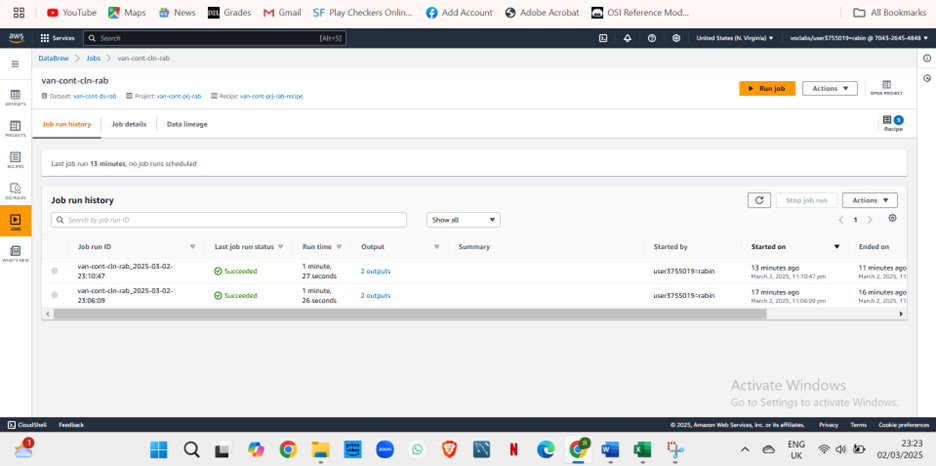 YouTube Maps News DZL Grades Gmail SF Play Checkers Onlin... Add Account Adobe Acrobat OSI Reference Mod... All Bookmarks
aws Services Search [Alt+S] United States (N. Virginia) ▼ voclabs/user3755019=rabin @ 7043-2645-4848 ▼
DataBrew > Jobs > van-cont-cln-rab
van-cont-cln-rab
Dataset: van-cont-ds-rab Project: van-cont-prj-rab Recipe: van-cont-prj-rab-recipe
Run job Actions ▼ OPEN PROJECT
DATASETS
PROJECTS
RECIPES
DQ RULES
JOBS
WHAT'S NEW
Job run history Job details Data lineage 9 Recipe
Last job run 13 minutes, no job runs scheduled
Job run history Stop job run Actions ▼
Search by job run ID Show all 1
Job run ID Last job run status Run time Output Summary Started by Started on Ended on
van-cont-cln-rab_2025-03-02-23:10:47 Succeeded 1 minute, 27 seconds 2 outputs user3755019=rabin 13 minutes ago 11 minutes ago
March 2, 2025, 11:10:47 pm March 2, 2025, 11:1
van-cont-cln-rab_2025-03-02-23:06:09 Succeeded 1 minute, 26 seconds 2 outputs user3755019=rabin 17 minutes ago 16 minutes ago
March 2, 2025, 11:06:09 pm March 2, 2025, 11:0
Activate Windows
Go to Settings to activate Windows.
CloudShell Feedback © 2025, Amazon Web Services, Inc. or its affiliates. Privacy Terms Cookie preferences
1 prime video zoom N R W X ENG 23:23
UK 02/03/2025